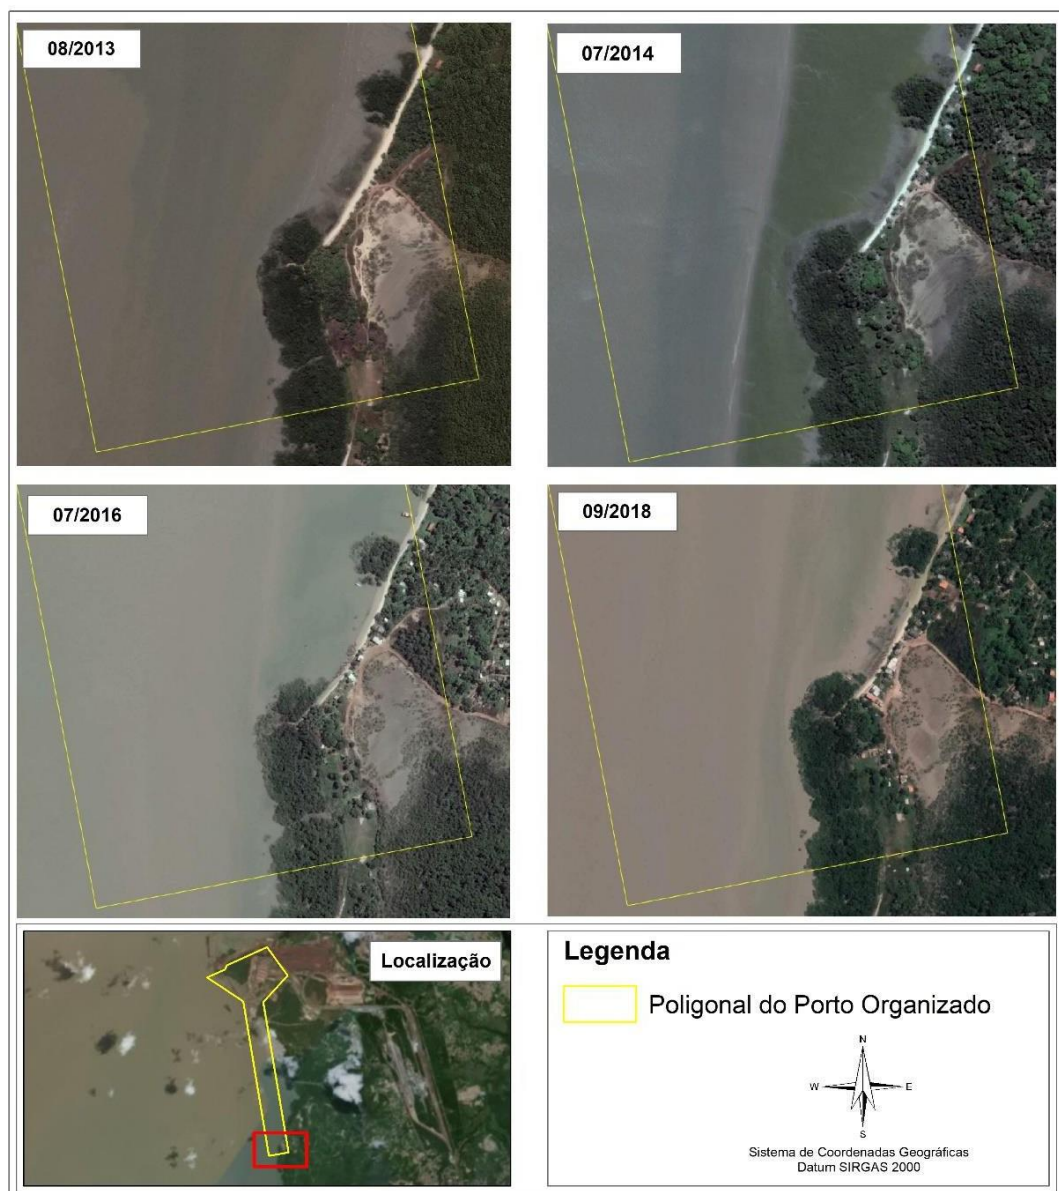 08/2013
07/2014
07/2016
09/2018
Localização
Legenda
Poligonal do Porto Organizado
N
W
E
S
Sistema de Coordenadas Geográficas
Datum SIRGAS 2000